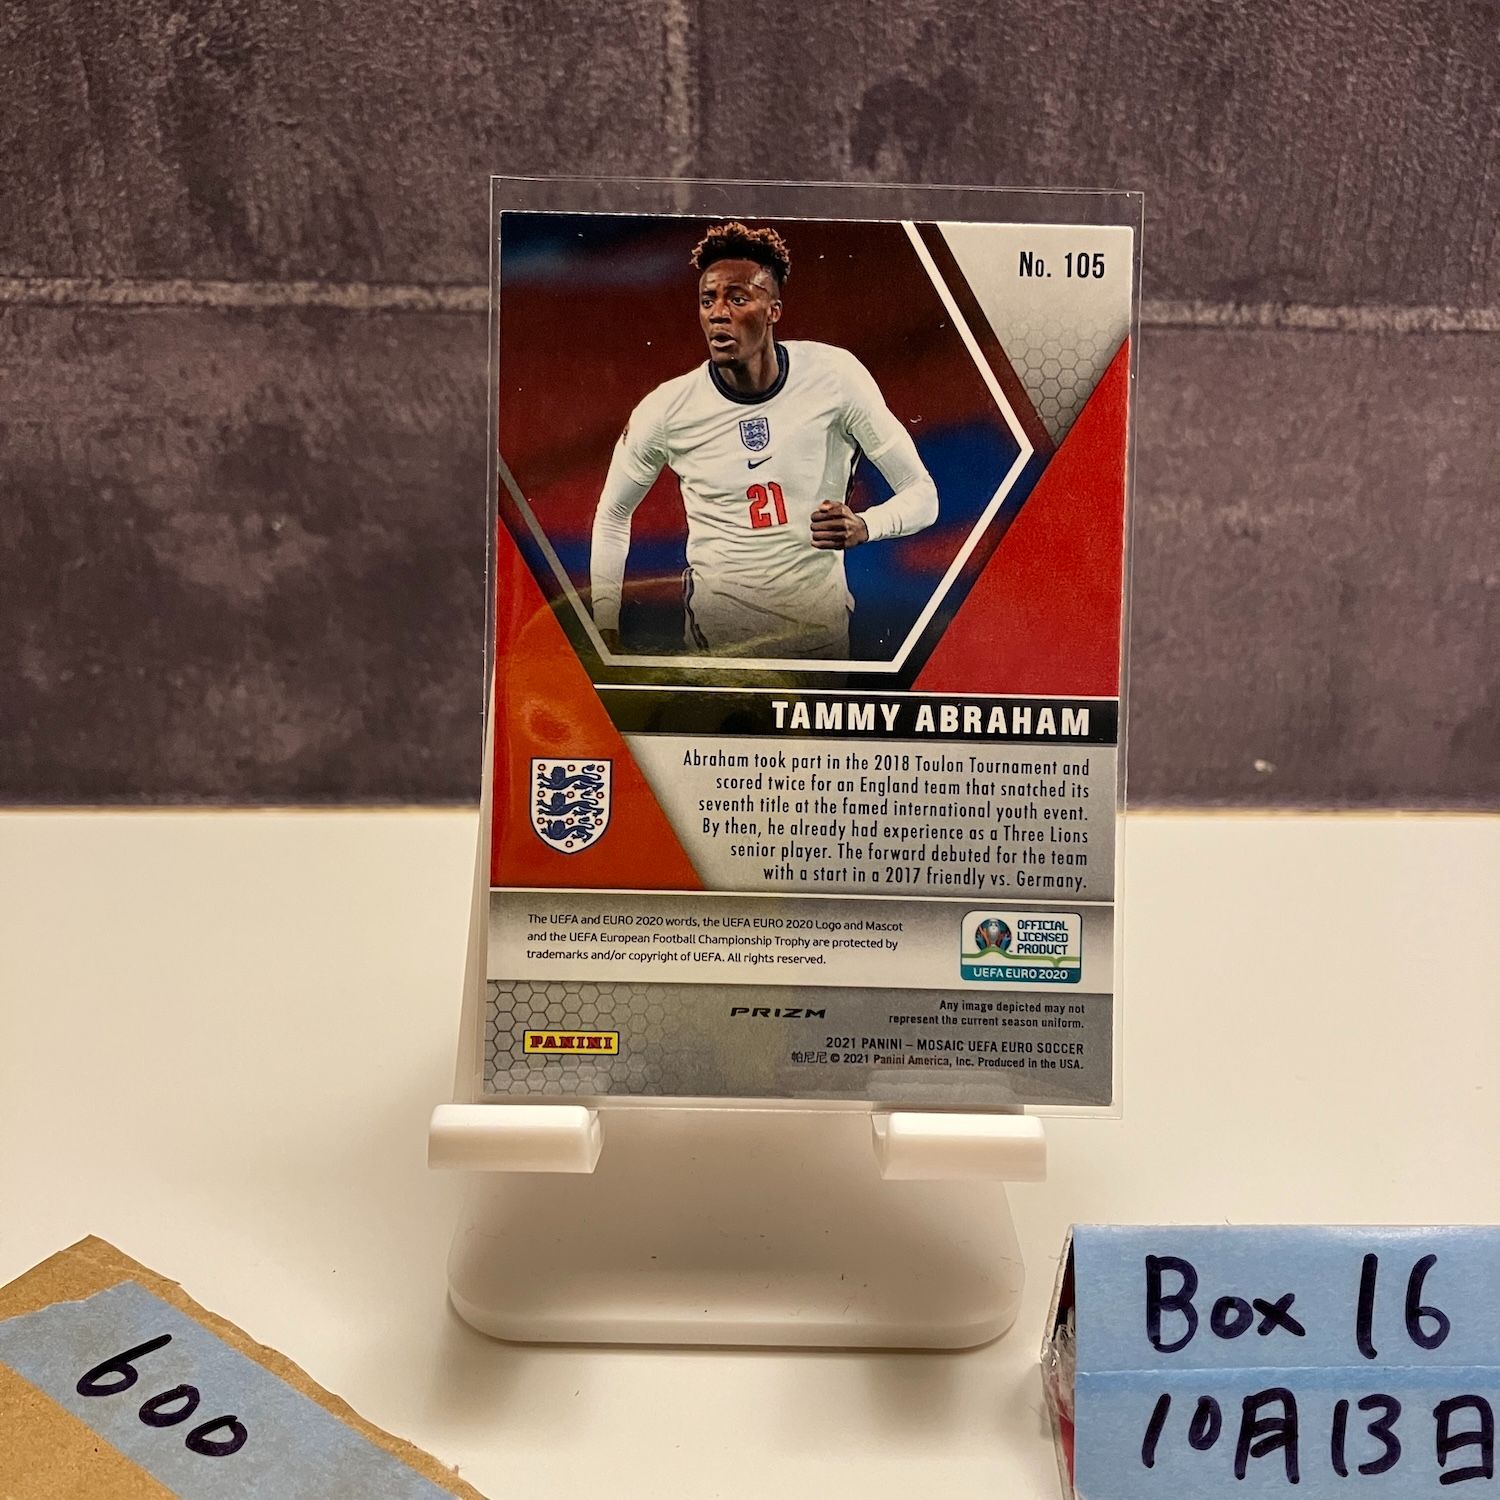 No. 105
21
TAMMY ABRAHAM
Abraham took part in the 2018 Toulon Tournament and
scored twice for an England team that snatched its
seventh title at the famed international youth event.
By then, he already had experience as a Three Lions
senior player. The forward debuted for the team
with a start in a 2017 friendly vs. Germany.
The UEFA and EURO 2020 words, the UEFA EURO 2020 Logo and Mascot
and the UEFA European Football Championship Trophy are protected by
trademarks and/or copyright of UEFA. All rights reserved.
OFFICIAL
LICENSED
PRODUCT
UEFA EURO 2020
PRIZM
Any image depicted may not
represent the current season uniform.
PANINI
2021 PANINI – MOSAIC UEFA EURO SOCCER
帕尼尼 © 2021 Panini America, Inc. Produced in the USA.
600
Box 16
10月13日